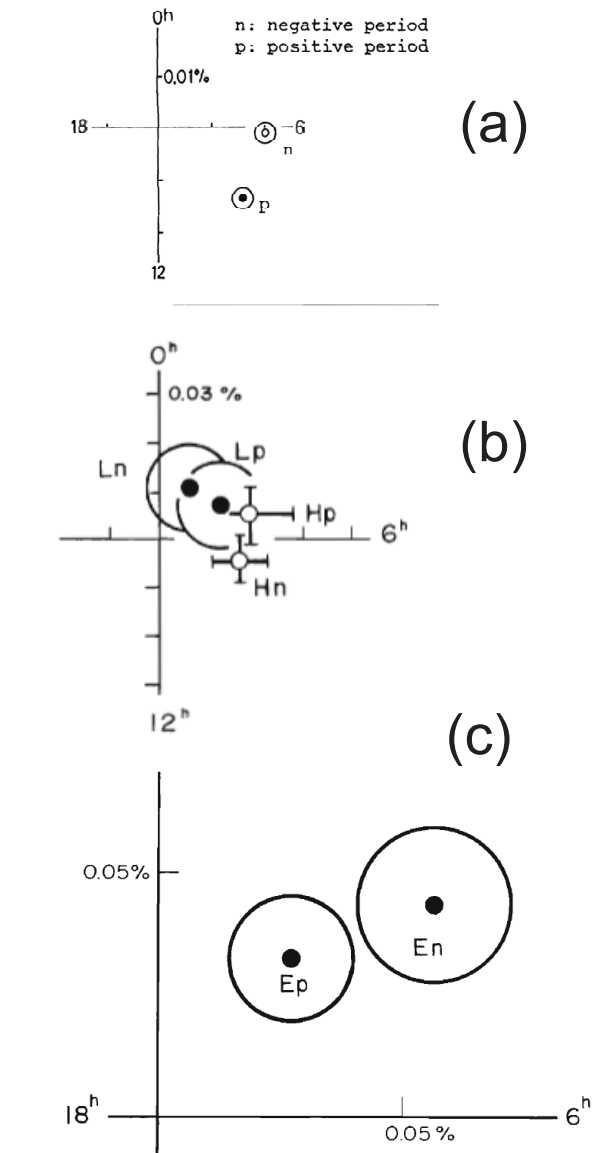 0h
n: negative period
p: positive period
0.01%
(a)
18
6
n
p
12
0ʰ
0.03 %
(b)
Ln
Lp
Hp
6ʰ
Hn
12ʰ
(c)
0.05%
En
Ep
18ʰ
6ʰ
0.05%